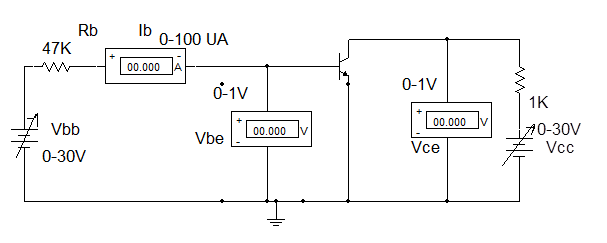 Rb
Ib
0-100 UA
47K
+
-
00.000
A
0-1V
0-1V
1K
Vbb
+
00.000
V
-
Vbe
+
00.000
V
-
Vce
0-30V
Vcc
0-30V